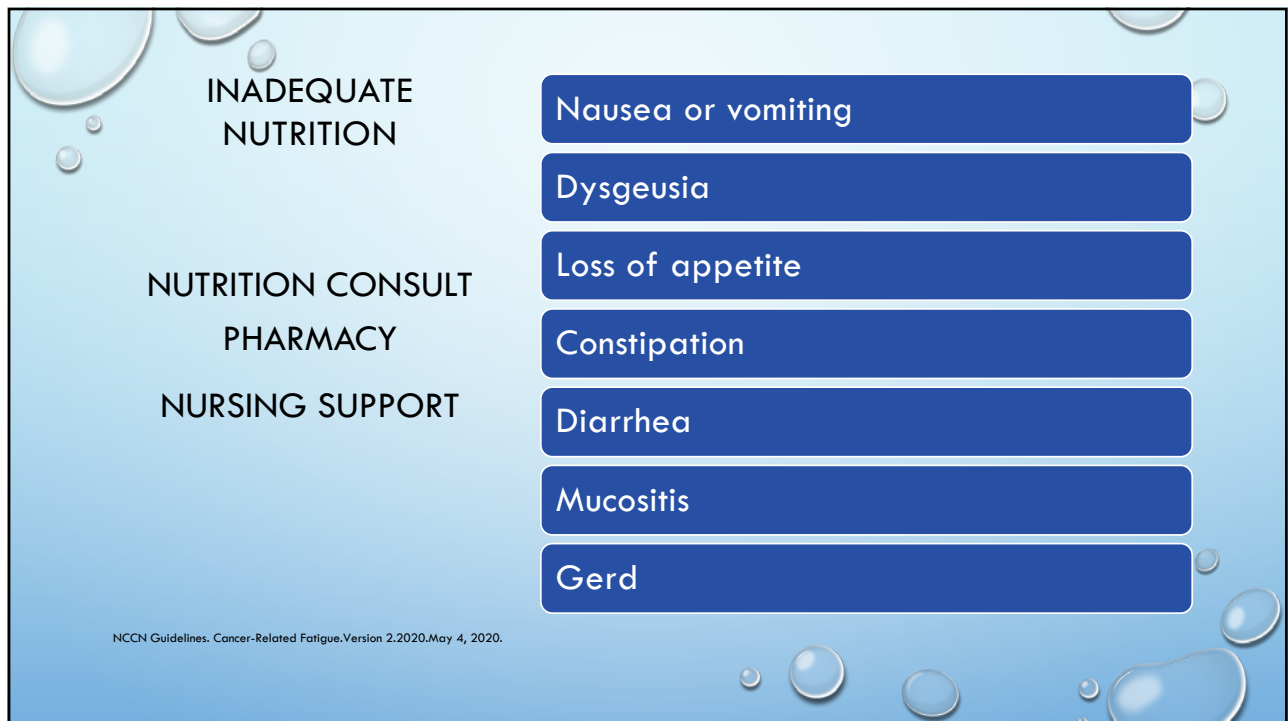 INADEQUATE
NUTRITION
NUTRITION CONSULT
PHARMACY
NURSING SUPPORT
Nausea or vomiting
Dysgeusia
Loss of appetite
Constipation
Diarrhea
Mucositis
Gerd
NCCN Guidelines. Cancer-Related Fatigue.Version 2.2020.May 4, 2020.